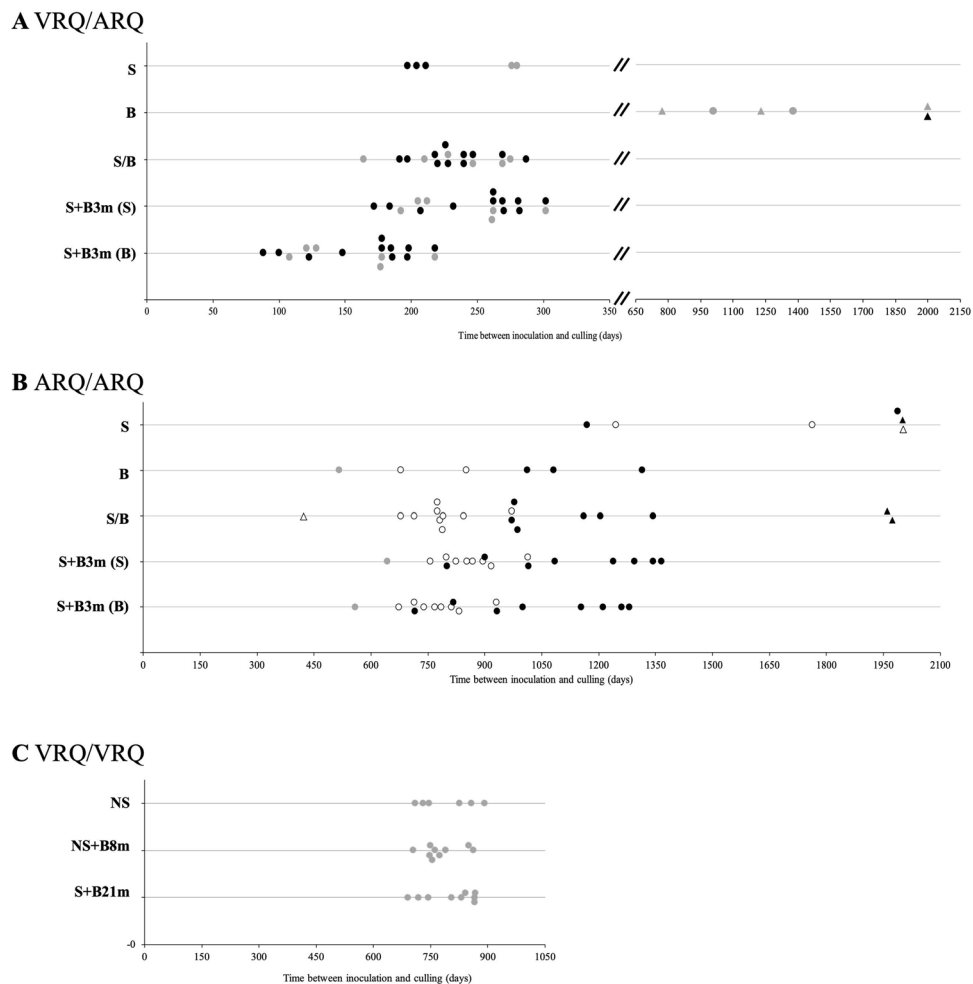 A VRQ/ARQ
S
B
S/B
S+B3m (S)
S+B3m (B)
0 50 100 150 200 250 300 350 650 800 950 1100 1250 1400 1550 1700 1850 2000 2150
Time between inoculation and culling (days)
B ARQ/ARQ
S
B
S/B
S+B3m (S)
S+B3m (B)
0 150 300 450 600 750 900 1050 1200 1350 1500 1650 1800 1950 2100
Time between inoculation and culling (days)
C VRQ/VRQ
NS
NS+B8m
S+B21m
-0
0 150 300 450 600 750 900 1050
Time between inoculation and culling (days)